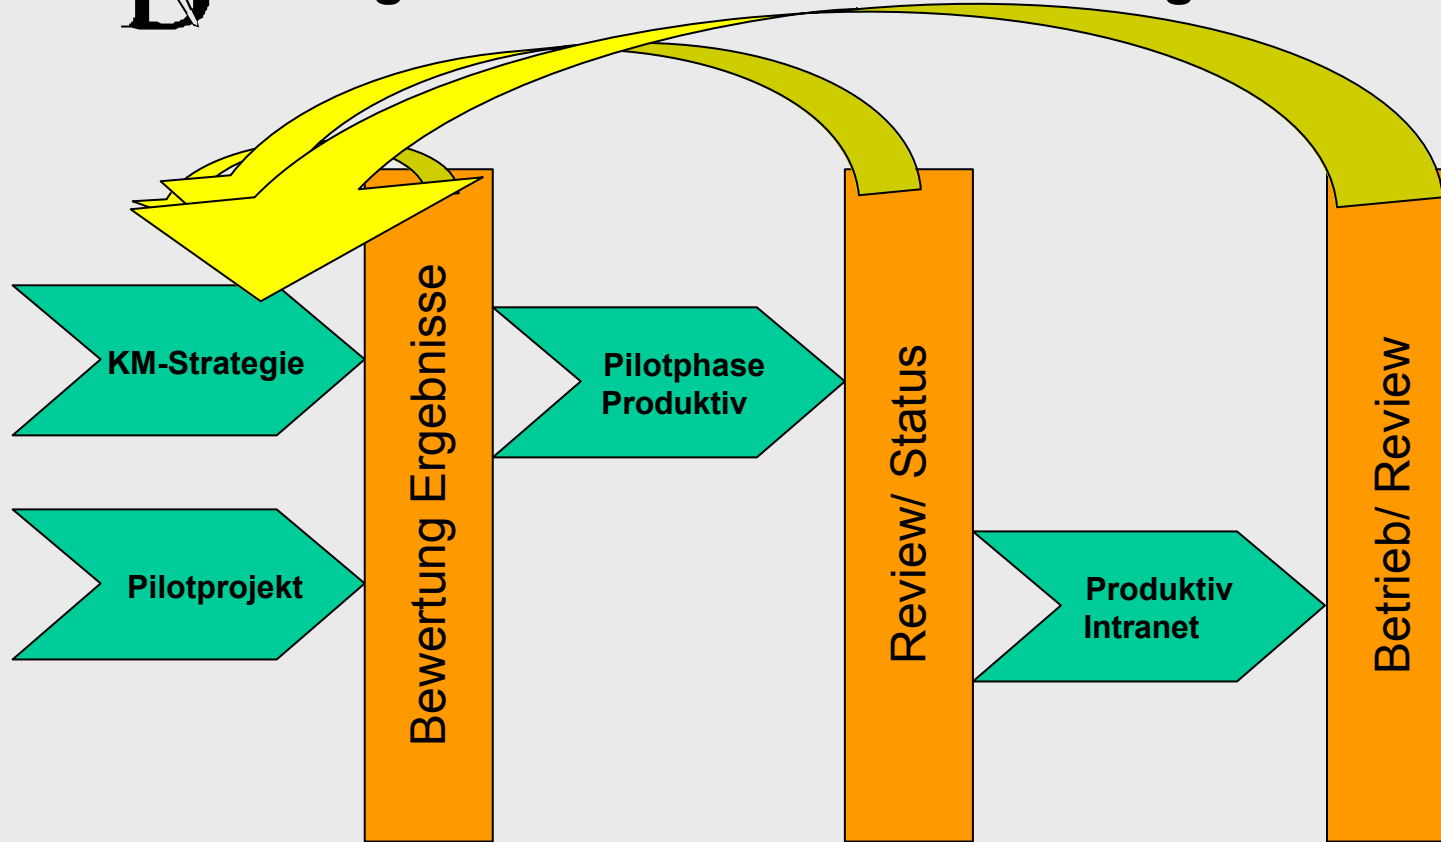 KM-Strategie
Pilotprojekt
Bewertung Ergebnisse
Pilotphase
Produktiv
Review/ Status
Produktiv
Intranet
Betrieb/ Review